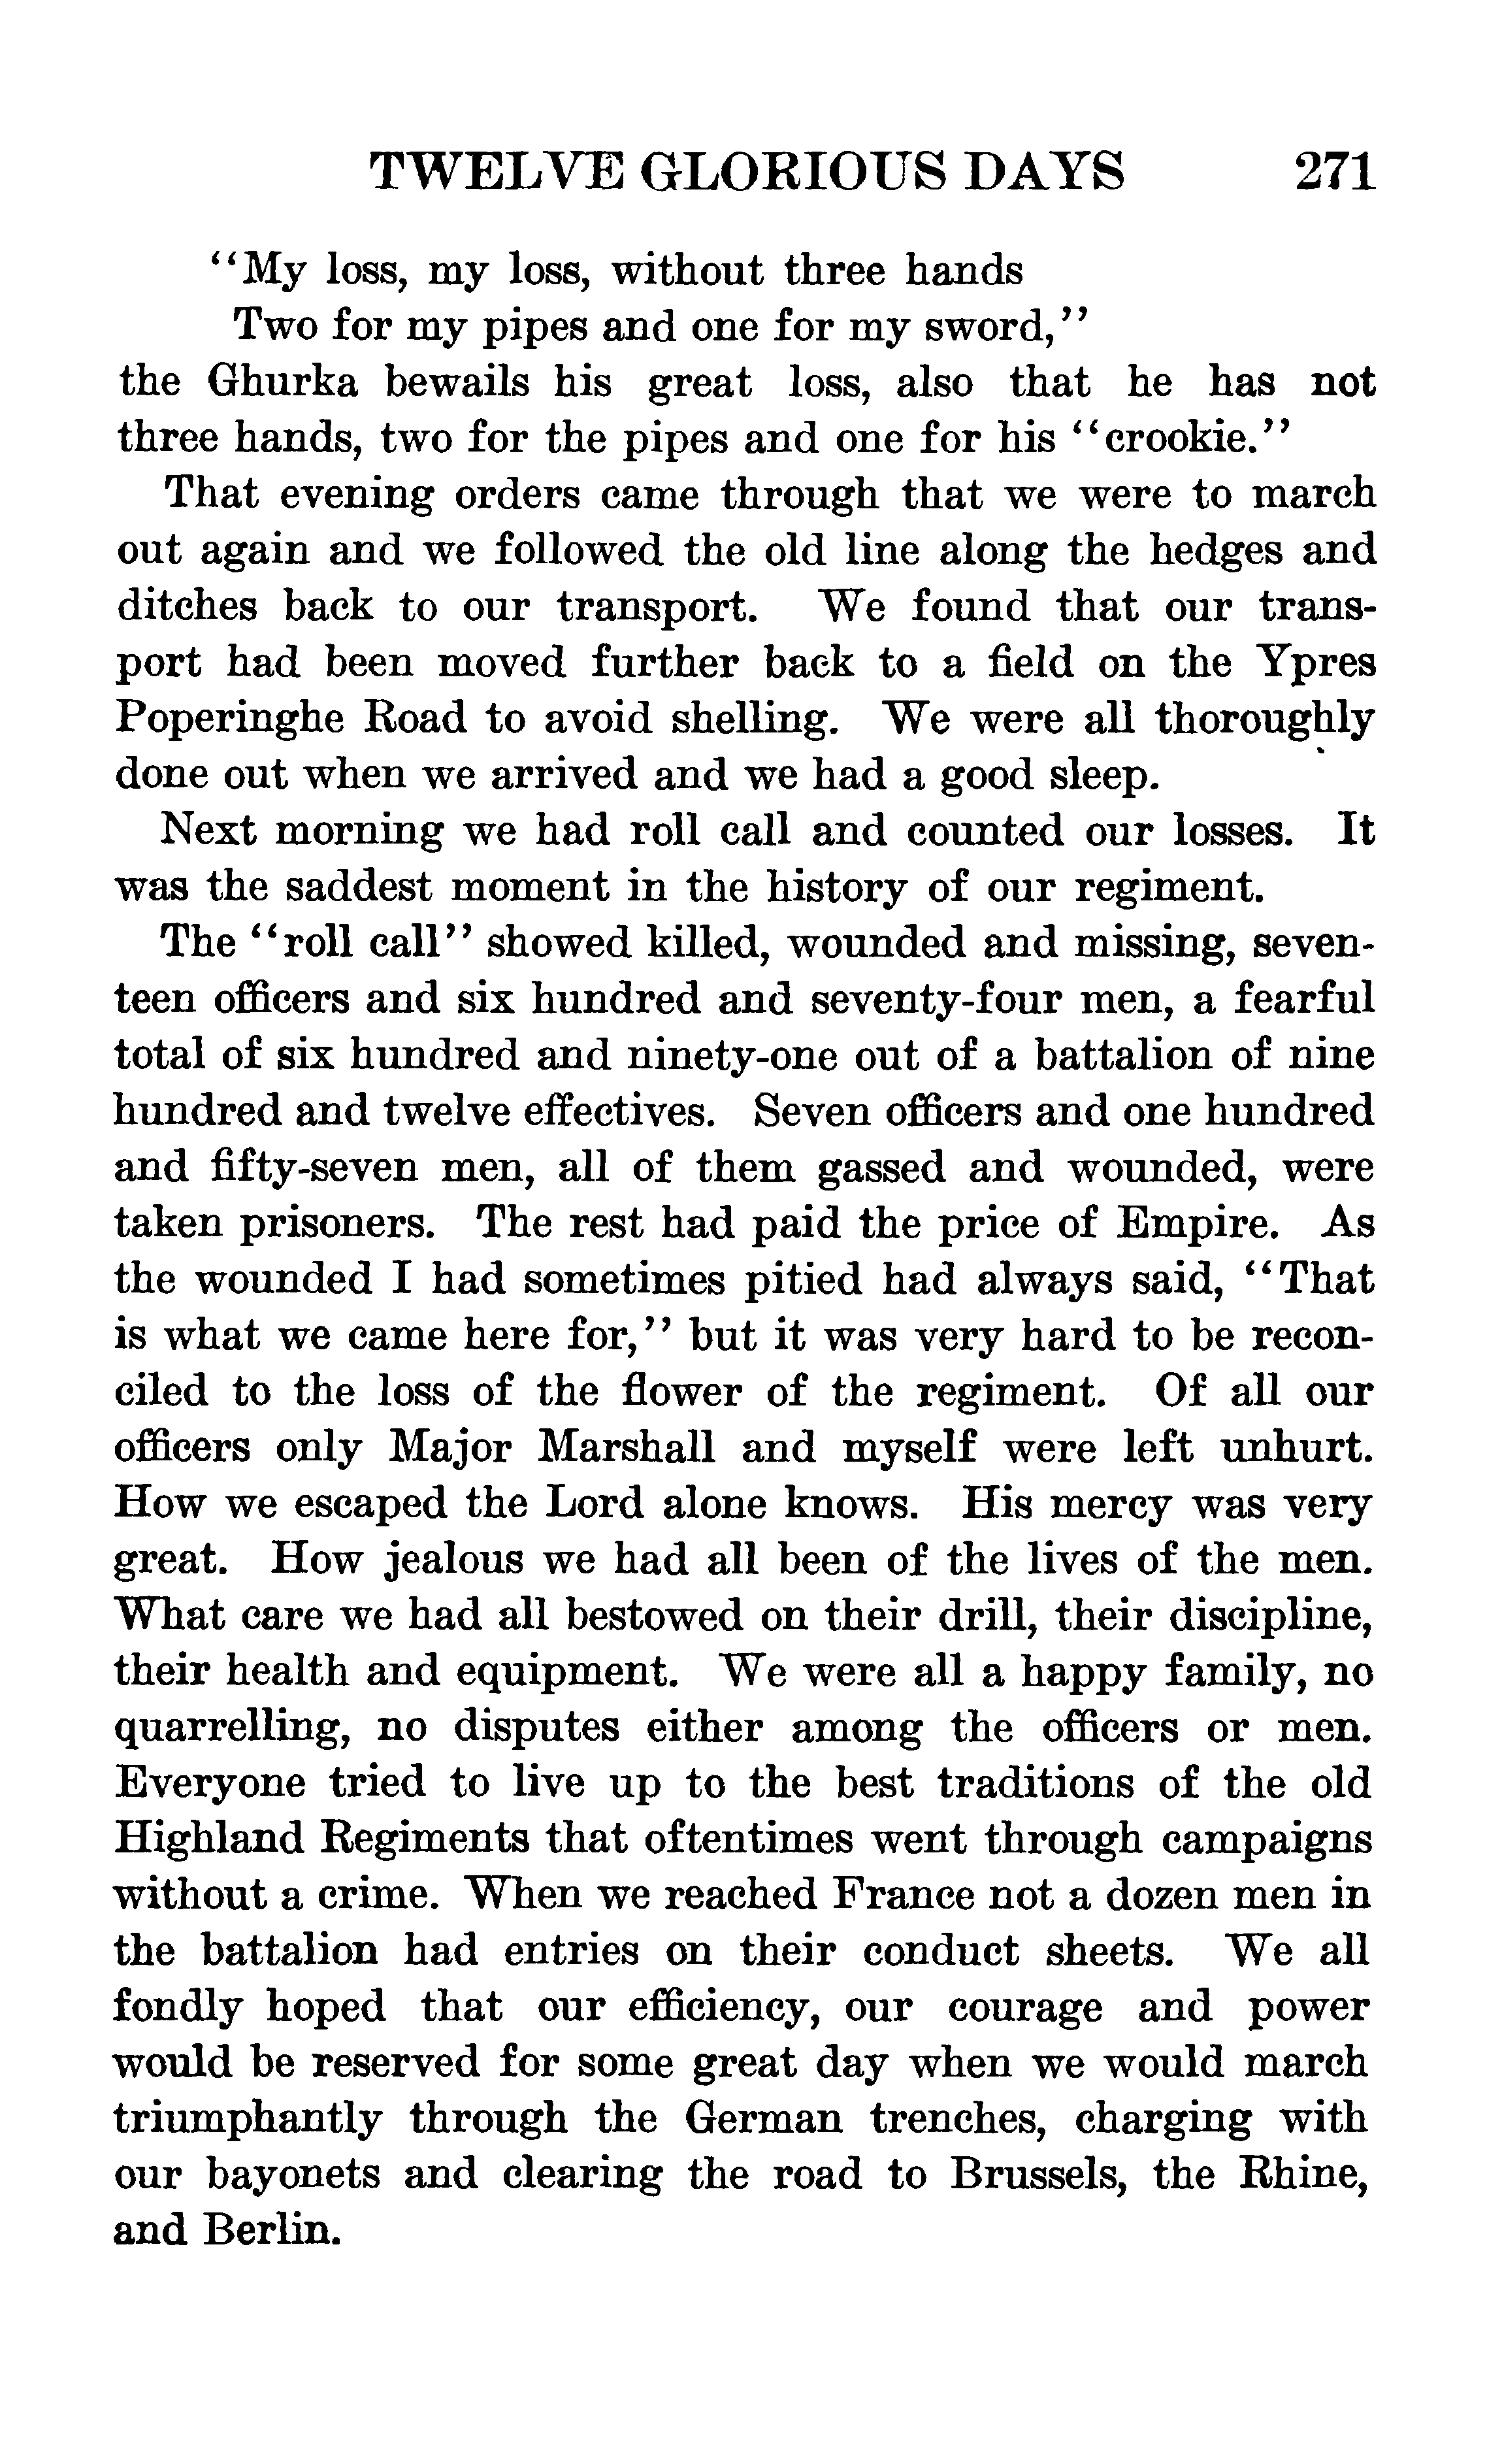 TWELVE GLORIOUS DAYS 271
"My loss, my loss, without three hands
Two for my pipes and one for my sword,"
the Ghurka bewails his great loss, also that he has not
three hands, two for the pipes and one for his "crookie."
That evening orders came through that we were to march
out again and we followed the old line along the hedges and
ditches back to our transport. We found that our trans-
port had been moved further back to a field on the Ypres
Poperinghe Road to avoid shelling. We were all thoroughly
done out when we arrived and we had a good sleep.
Next morning we had roll call and counted our losses. It
was the saddest moment in the history of our regiment.
The "roll call" showed killed, wounded and missing, seven-
teen officers and six hundred and seventy-four men, a fearful
total of six hundred and ninety-one out of a battalion of nine
hundred and twelve effectives. Seven officers and one hundred
and fifty-seven men, all of them gassed and wounded, were
taken prisoners. The rest had paid the price of Empire. As
the wounded I had sometimes pitied had always said, "That
is what we came here for," but it was very hard to be recon-
ciled to the loss of the flower of the regiment. Of all our
officers only Major Marshall and myself were left unhurt.
How we escaped the Lord alone knows. His mercy was very
great. How jealous we had all been of the lives of the men.
What care we had all bestowed on their drill, their discipline,
their health and equipment. We were all a happy family, no
quarrelling, no disputes either among the officers or men.
Everyone tried to live up to the best traditions of the old
Highland Regiments that oftentimes went through campaigns
without a crime. When we reached France not a dozen men in
the battalion had entries on their conduct sheets. We all
fondly hoped that our efficiency, our courage and power
would be reserved for some great day when we would march
triumphantly through the German trenches, charging with
our bayonets and clearing the road to Brussels, the Rhine,
and Berlin.